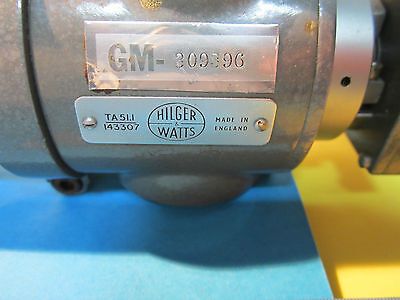 GM- 309396
TA51.1
143307
HILGER
&
WATTS
MADE IN
ENGLAND